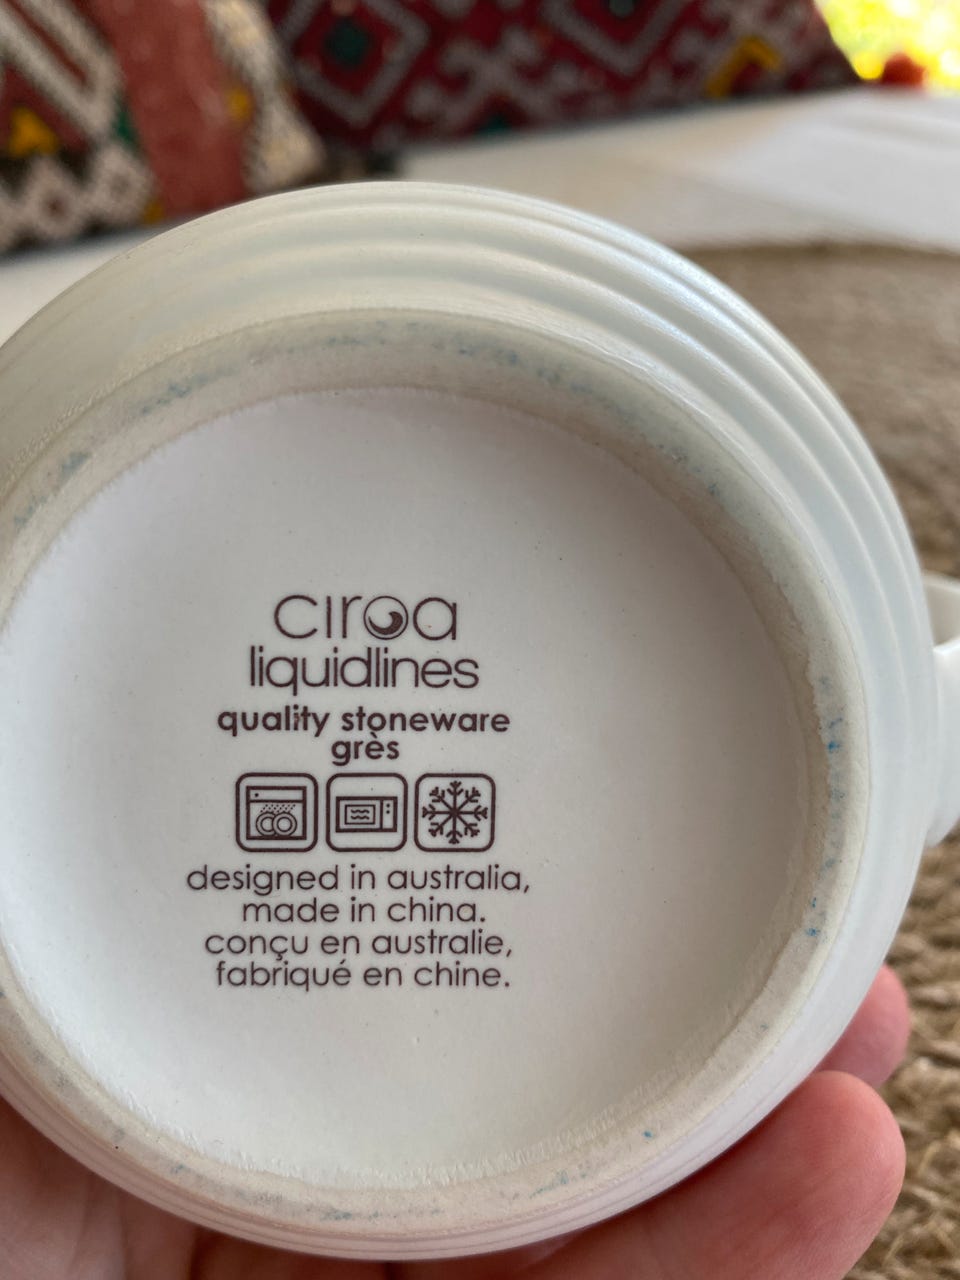 ciroa
liquidlines
quality stoneware
grès
designed in australia,
made in china.
conçu en australie,
fabriqué en chine.